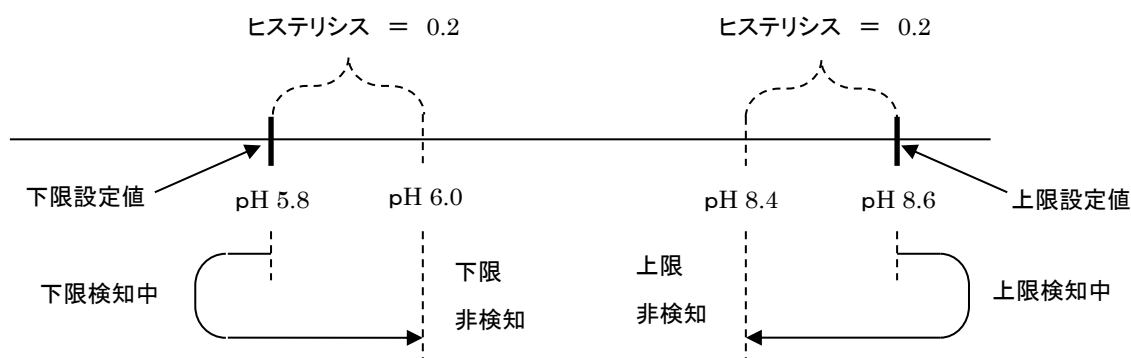 ヒステリシス ＝ 0.2
ヒステリシス ＝ 0.2
下限設定値
pH 5.8
pH 6.0
pH 8.4
pH 8.6
上限設定値
下限検知中
下限
非検知
上限
非検知
上限検知中